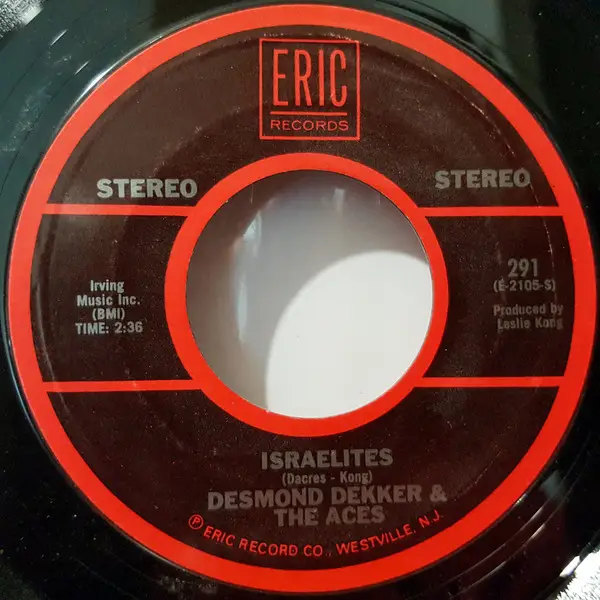 ERIC
RECORDS
STEREO
STEREO
Irving
Music Inc.
(BMI)
TIME: 2:36
291
(E-2105-S)
Produced by
Leslie Kong
ISRAELITES
(Dacres - Kong)
DESMOND DEKKER &
THE ACES
Ⓟ ERIC RECORD CO., WESTVILLE, N.J.